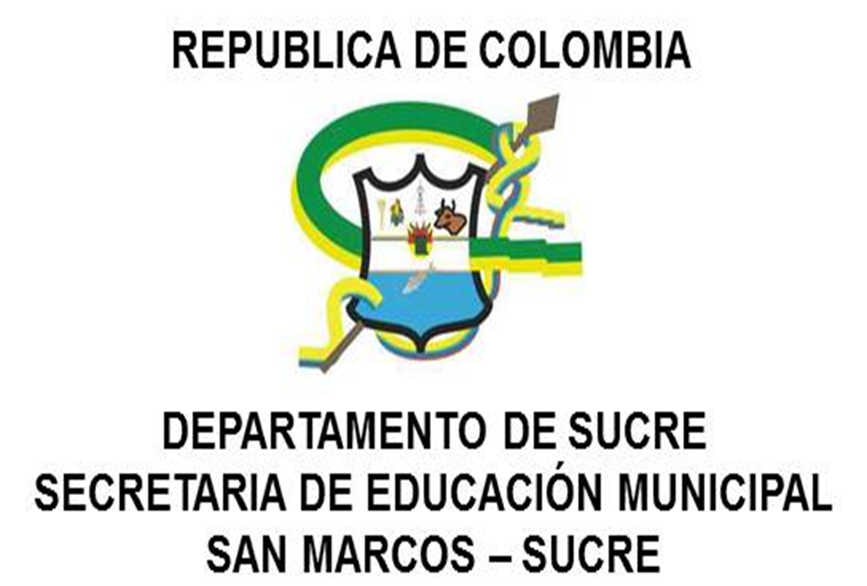 REPUBLICA DE COLOMBIA
DEPARTAMENTO DE SUCRE
SECRETARIA DE EDUCACIÓN MUNICIPAL
SAN MARCOS – SUCRE